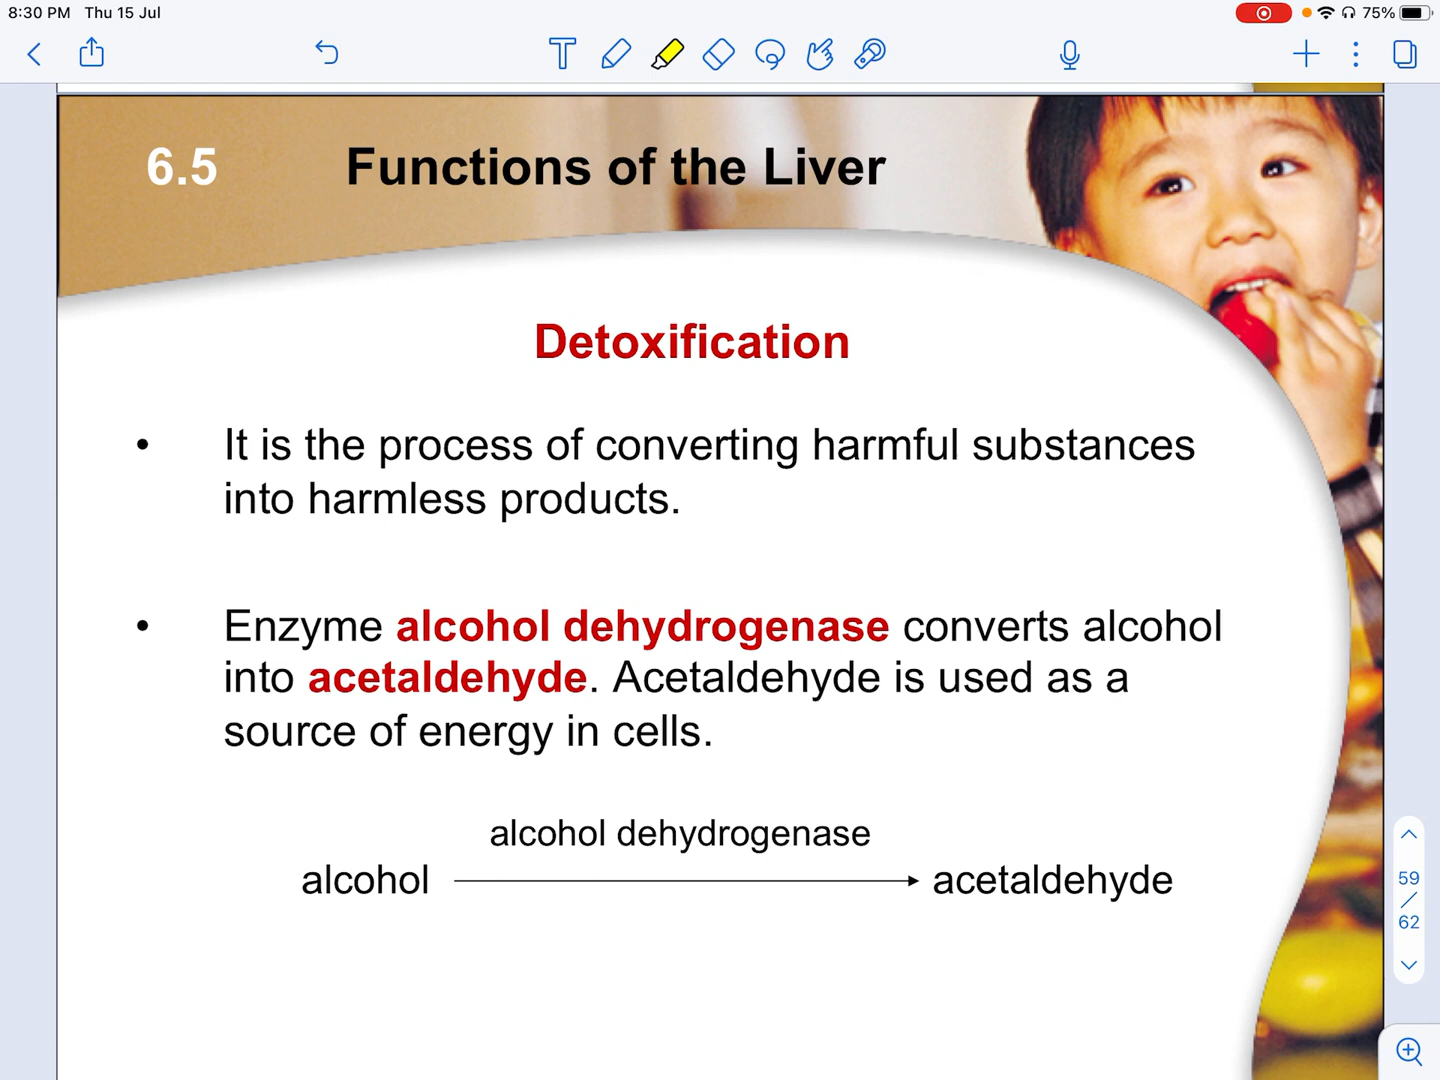 8:30 PM Thu 15 Jul 75%
6.5 Functions of the Liver
Detoxification
• It is the process of converting harmful substances
into harmless products.
• Enzyme alcohol dehydrogenase converts alcohol
into acetaldehyde. Acetaldehyde is used as a
source of energy in cells.
alcohol dehydrogenase
alcohol acetaldehyde
59
/
62